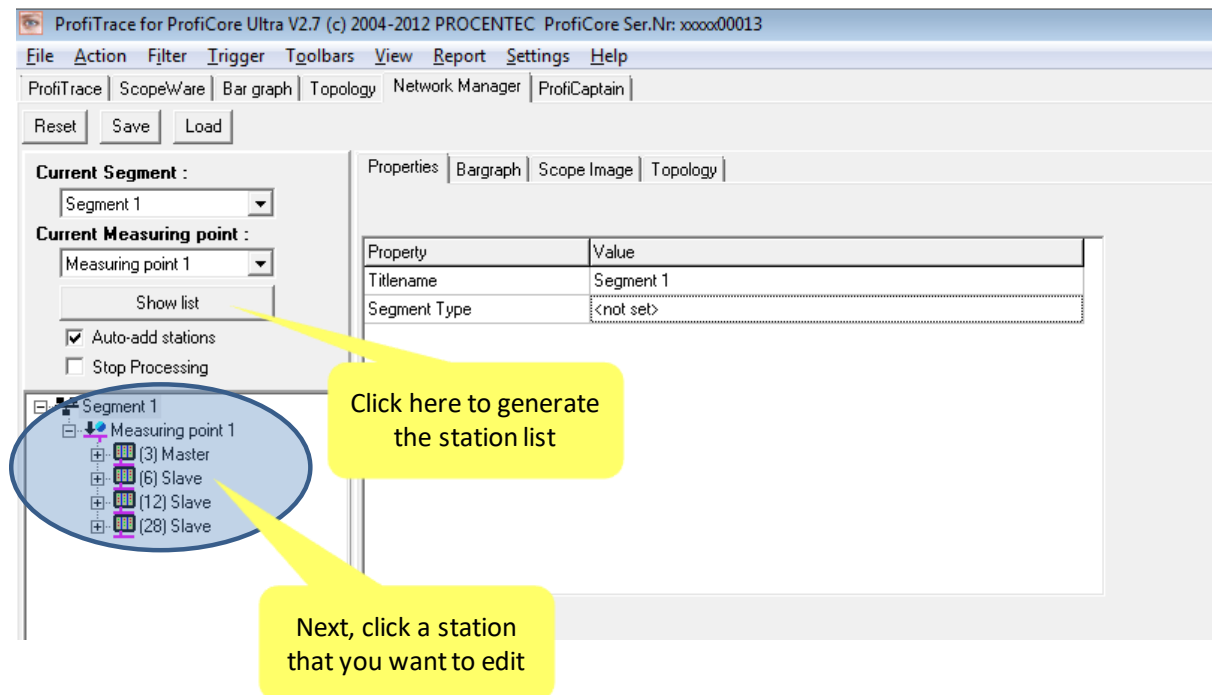 ProfiTrace for ProfiCore Ultra V2.7 (c) 2004-2012 PROCENTEC ProfiCore Ser.Nr: xxxxx00013
File Action Filter Trigger Toolbars View Report Settings Help
ProfiTrace ScopeWare Bar graph Topology Network Manager ProfiCaptain
Reset Save Load
Current Segment :
Segment 1
Current Measuring point :
Measuring point 1
Show list
Auto-add stations
Stop Processing
Segment 1
Measuring point 1
(3) Master
(6) Slave
(12) Slave
(28) Slave
Properties Bargraph Scope Image Topology
Property Value
Titlename Segment 1
Segment Type <not set>
Click here to generate
the station list
Next, click a station
that you want to edit